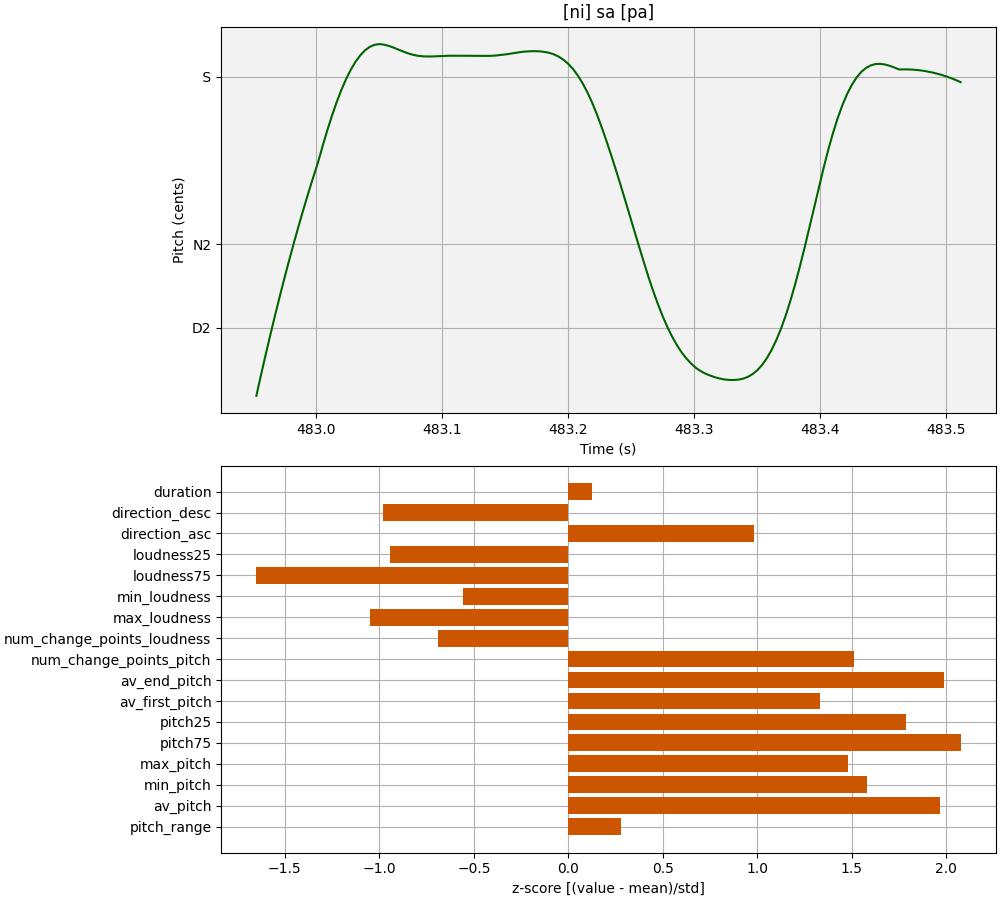 [ni] sa [pa]
Pitch (cents)
S
N2
D2
483.0 483.1 483.2 483.3 483.4 483.5
Time (s)
duration
direction_desc
direction_asc
loudness25
loudness75
min_loudness
max_loudness
num_change_points_loudness
num_change_points_pitch
av_end_pitch
av_first_pitch
pitch25
pitch75
max_pitch
min_pitch
av_pitch
pitch_range
−1.5 −1.0 −0.5 0.0 0.5 1.0 1.5 2.0
z-score [(value - mean)/std]